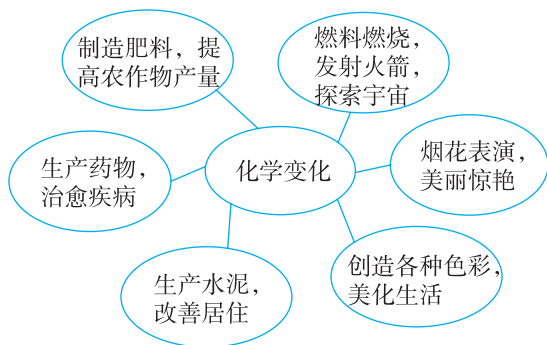 制造肥料，提
高农作物产量
燃料燃烧，
发射火箭，
探索宇宙
生产药物，
治愈疾病
化学变化
烟花表演，
美丽惊艳
生产水泥，
改善居住
创造各种色彩，
美化生活